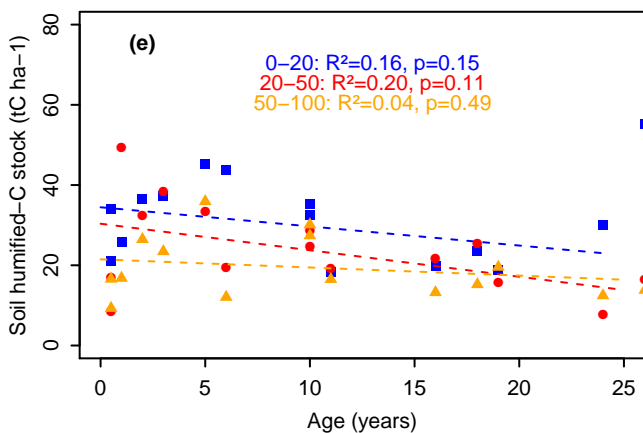 (e)
0−20: R²=0.16, p=0.15
20−50: R²=0.20, p=0.11
50−100: R²=0.04, p=0.49
Soil humified−C stock (tC ha−1)
80
60
40
20
0
0 5 10 15 20 25
Age (years)